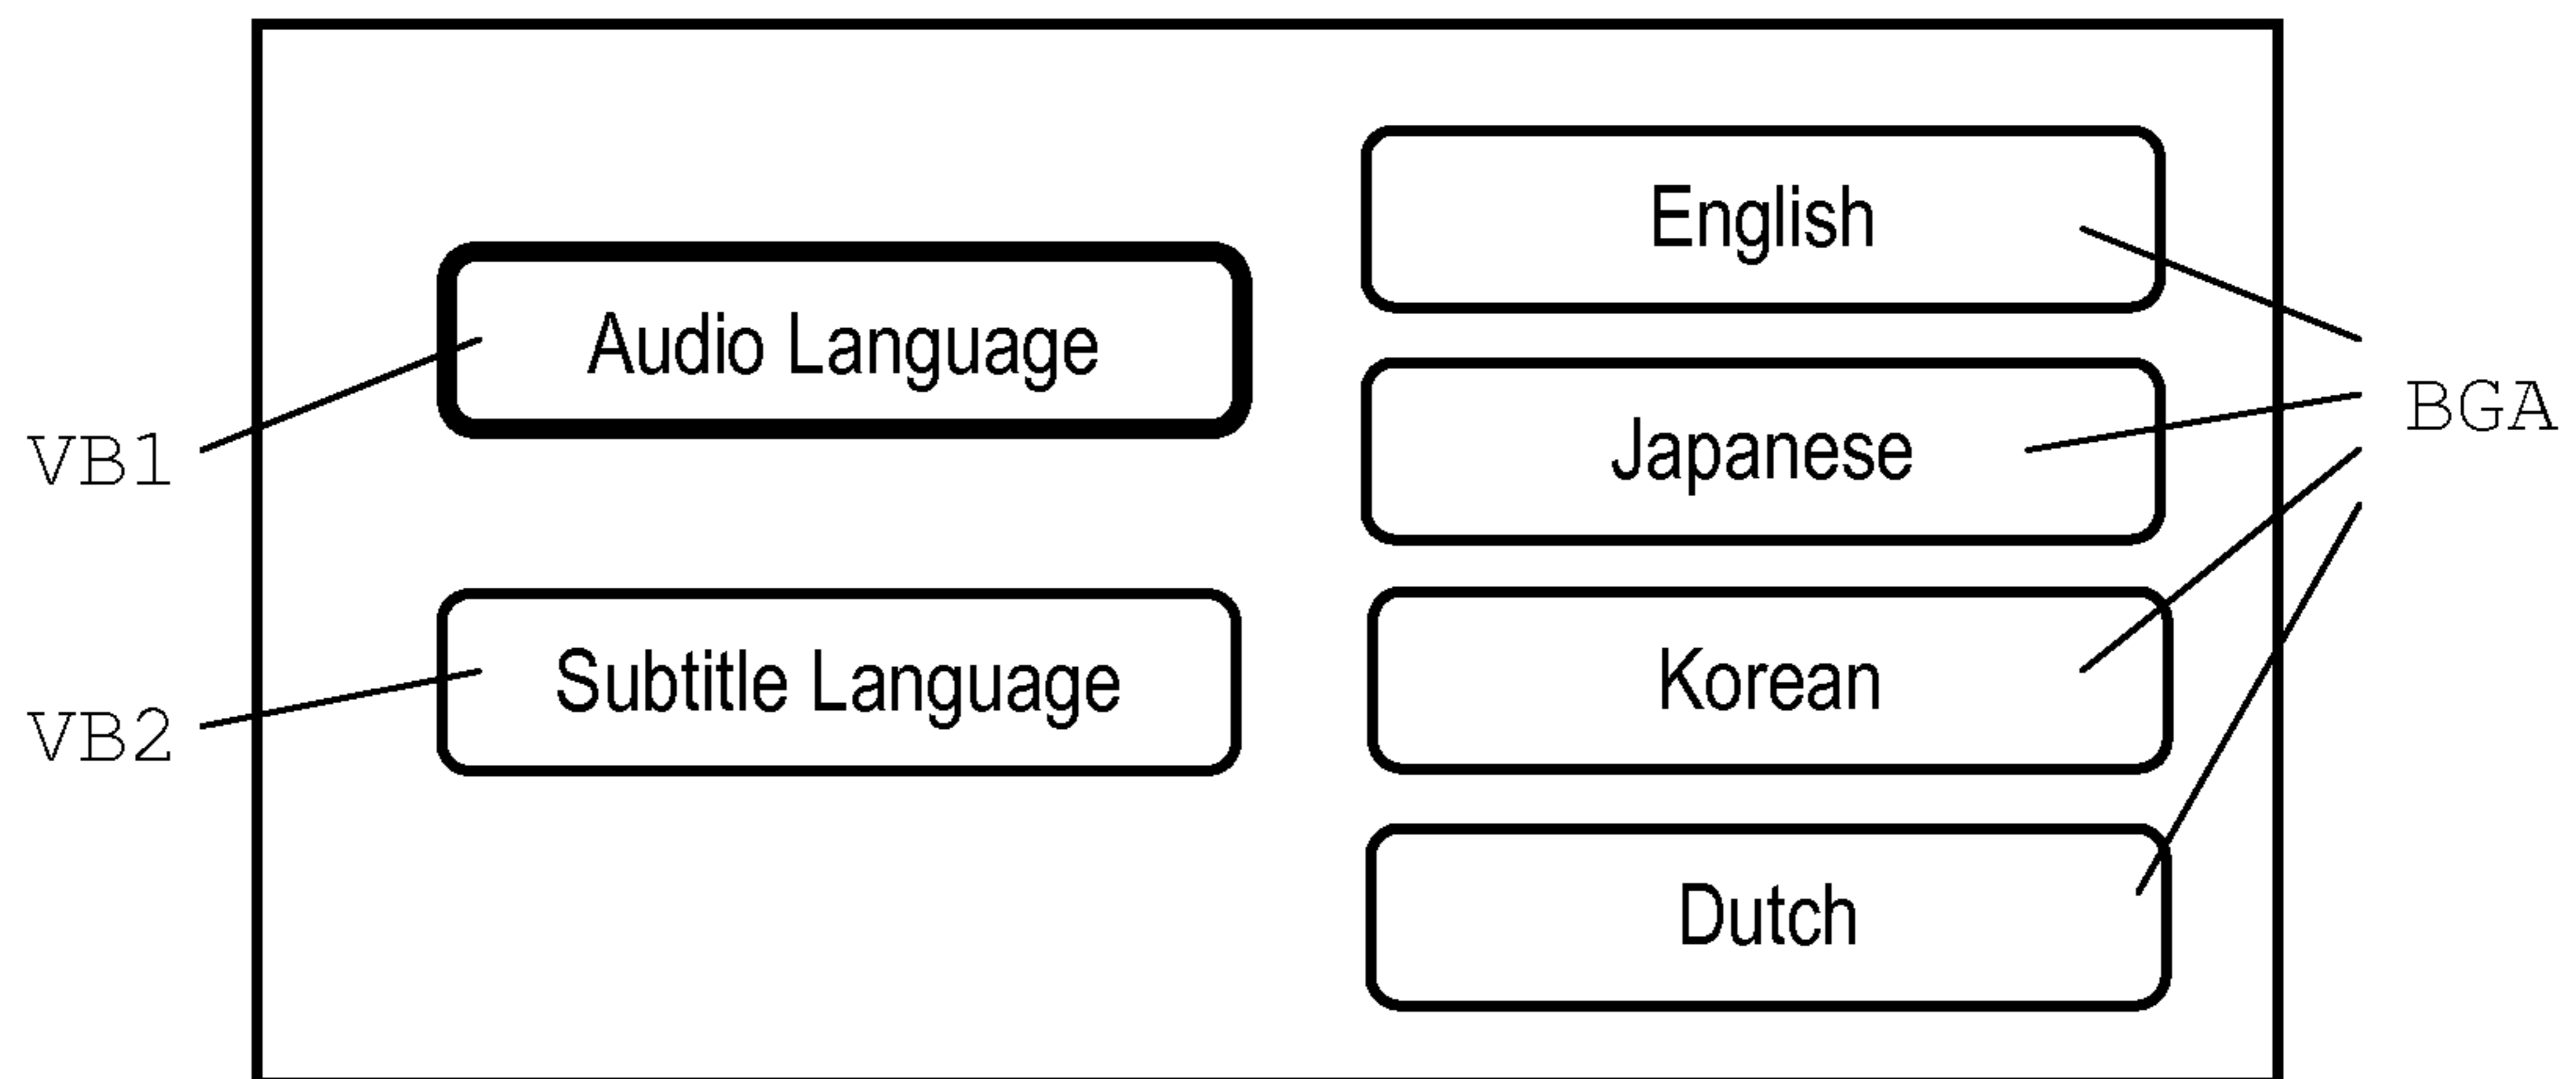 English
Audio Language
Japanese
BGA
VB1
Subtitle Language
Korean
VB2
Dutch